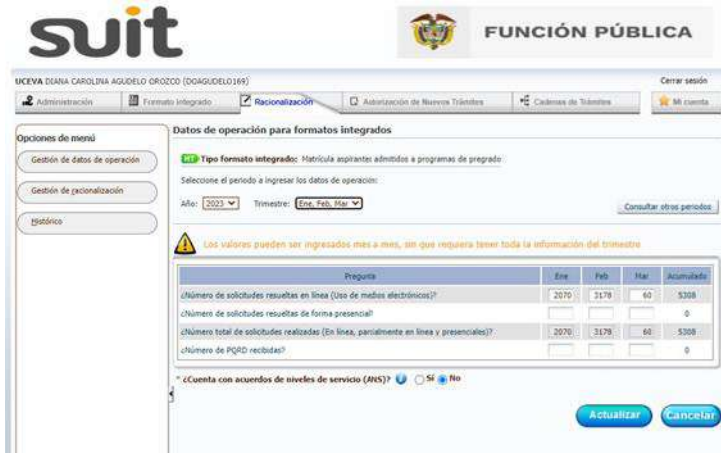 suit
FUNCIÓN PÚBLICA
UCEVA DIANA CAROLINA AGUDELO OROZCO (DOAGUDELO169)
Cerrar sesión
Administración
Formato Integrado
Racionalización
Autorización de Nuevos Trámites
Cadenas de Trámites
Mi cuenta
Opciones de menú
Gestión de datos de operación
Gestión de racionalización
Histórico
Datos de operación para formatos integrados
HT Tipo formato integrado: Matrícula aspirantes admitidos a programas de pregrado
Seleccione el periodo a ingresar los datos de operación:
Año: 2023 Trimestre: Ene, Feb, Mar
Consultar otros periodos
Los valores pueden ser ingresados mes a mes, sin que requiera tener toda la información del trimestre
Pregunta Ene Feb Mar Acumulado
¿Número de solicitudes resueltas en línea (Uso de medios electrónicos)? 2070 3178 60 5308
¿Número de solicitudes resueltas de forma presencial? 0
¿Número total de solicitudes realizadas (En línea, parcialmente en línea y presenciales)? 2070 3178 60 5308
¿Número de PQRD recibidas? 0
* ¿Cuenta con acuerdos de niveles de servicio (ANS)? Sí No
Actualizar
Cancelar